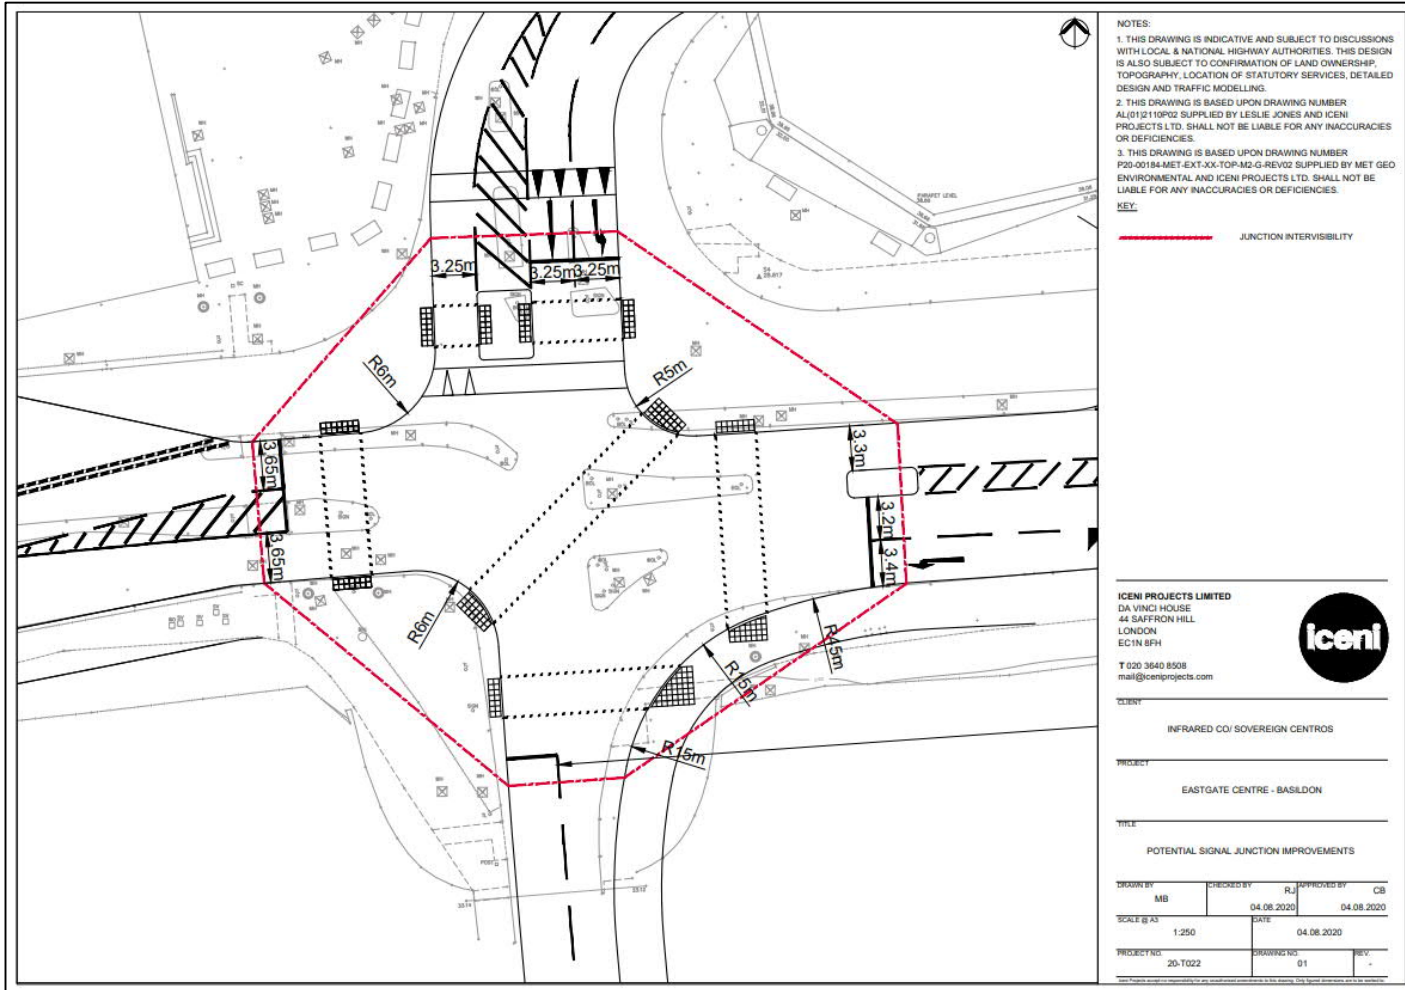 NOTES:
1. THIS DRAWING IS INDICATIVE AND SUBJECT TO DISCUSSIONS
WITH LOCAL & NATIONAL HIGHWAY AUTHORITIES. THIS DESIGN
IS ALSO SUBJECT TO CONFIRMATION OF LAND OWNERSHIP,
TOPOGRAPHY, LOCATION OF STATUTORY SERVICES, DETAILED
DESIGN AND TRAFFIC MODELLING.
2. THIS DRAWING IS BASED UPON DRAWING NUMBER
AL(01)2110P02 SUPPLIED BY LESLIE JONES AND ICENI
PROJECTS LTD. SHALL NOT BE LIABLE FOR ANY INACCURACIES
OR DEFICIENCIES.
3. THIS DRAWING IS BASED UPON DRAWING NUMBER
P20-00184-MET-EXT-XX-TOP-M2-G-REV02 SUPPLIED BY MET GEO
ENVIRONMENTAL AND ICENI PROJECTS LTD. SHALL NOT BE
LIABLE FOR ANY INACCURACIES OR DEFICIENCIES.
KEY:
JUNCTION INTERVISIBILITY
PARAPET LEVEL
3.25m
3.25m
3.25m
R6m
R5m
3.65m
3.65m
3.3m
3.2m
3.4m
R6m
R45m
R15m
R15m
ICENI PROJECTS LIMITED
DA VINCI HOUSE
44 SAFFRON HILL
LONDON
EC1N 8FH
T 020 3640 8508
mail@iceniprojects.com
iceni
CLIENT
INFRARED CO/ SOVEREIGN CENTROS
PROJECT
EASTGATE CENTRE - BASILDON
TITLE
POTENTIAL SIGNAL JUNCTION IMPROVEMENTS
DRAWN BY
MB
CHECKED BY
RJ
04.08.2020
APPROVED BY
CB
04.08.2020
SCALE @ A3
1:250
DATE
04.08.2020
PROJECT NO.
20-T022
DRAWING NO.
01
REV.
-